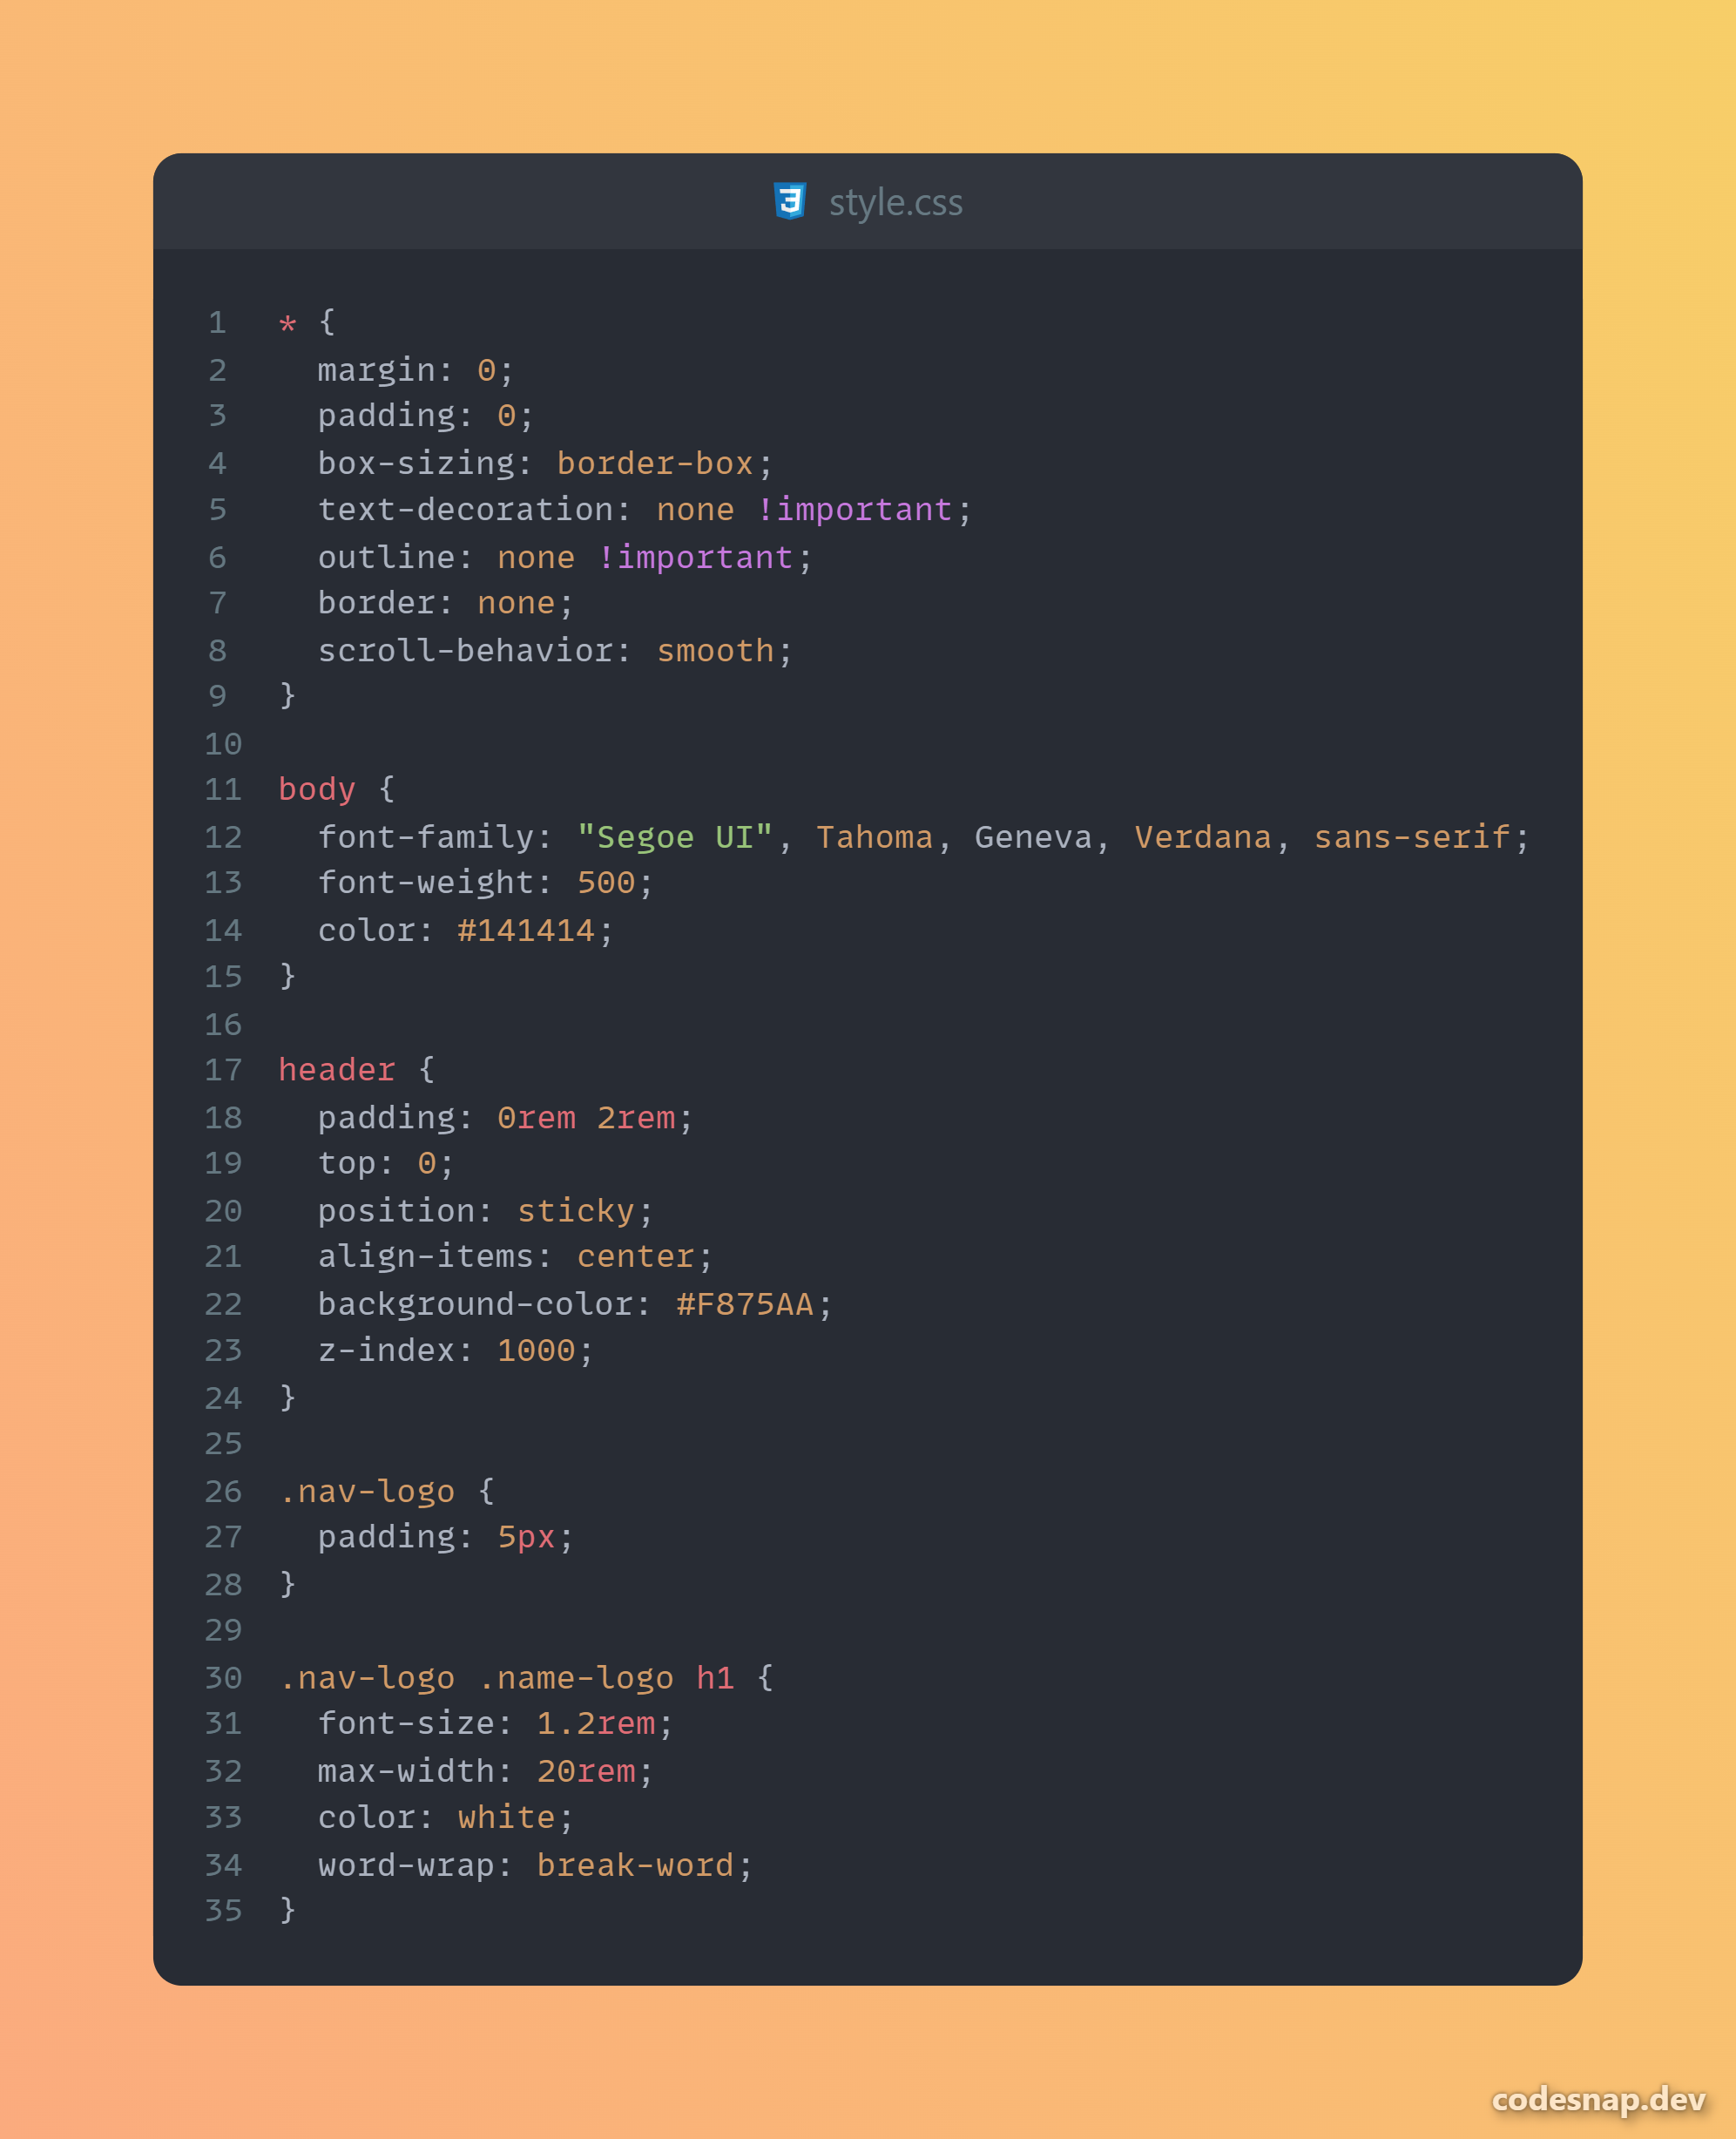 style.css
1 * {
2   margin: 0;
3   padding: 0;
4   box-sizing: border-box;
5   text-decoration: none !important;
6   outline: none !important;
7   border: none;
8   scroll-behavior: smooth;
9 }
10
11 body {
12   font-family: "Segoe UI", Tahoma, Geneva, Verdana, sans-serif;
13   font-weight: 500;
14   color: #141414;
15 }
16
17 header {
18   padding: 0rem 2rem;
19   top: 0;
20   position: sticky;
21   align-items: center;
22   background-color: #F875AA;
23   z-index: 1000;
24 }
25
26 .nav-logo {
27   padding: 5px;
28 }
29
30 .nav-logo .name-logo h1 {
31   font-size: 1.2rem;
32   max-width: 20rem;
33   color: white;
34   word-wrap: break-word;
35 }
codesnap.dev